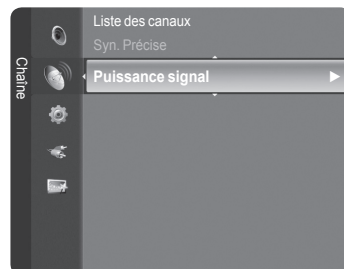 Chaîne
Liste des canaux
Syn. Précise
Puissance signal